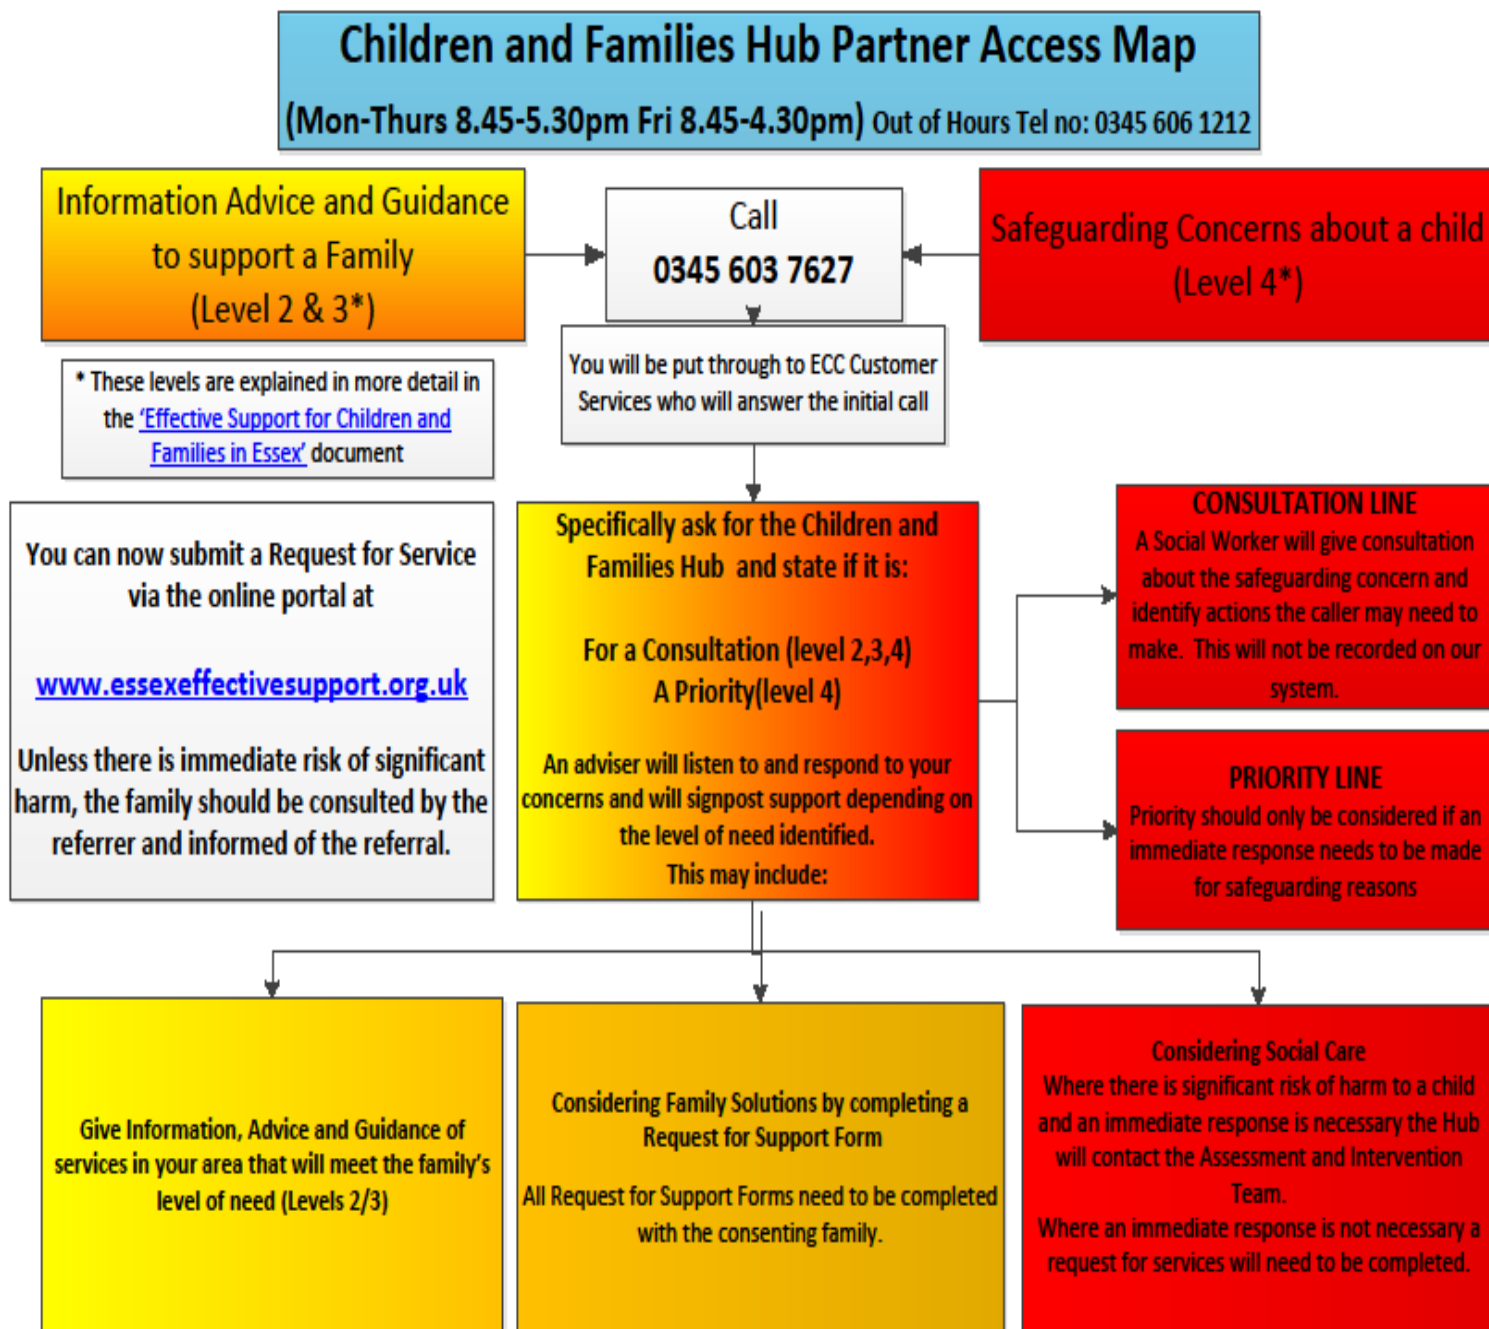 Children and Families Hub Partner Access Map
(Mon-Thurs 8.45-5.30pm Fri 8.45-4.30pm) Out of Hours Tel no: 0345 606 1212
Information Advice and Guidance
to support a Family
(Level 2 & 3*)
Call
0345 603 7627
Safeguarding Concerns about a child
(Level 4*)
* These levels are explained in more detail in
the ‘Effective Support for Children and
Families in Essex’ document
You will be put through to ECC Customer
Services who will answer the initial call
You can now submit a Request for Service
via the online portal at
www.essexeffectivesupport.org.uk
Unless there is immediate risk of significant
harm, the family should be consulted by the
referrer and informed of the referral.
Specifically ask for the Children and
Families Hub and state if it is:
For a Consultation (level 2,3,4)
A Priority(level 4)
An adviser will listen to and respond to your
concerns and will signpost support depending on
the level of need identified.
This may include:
CONSULTATION LINE
A Social Worker will give consultation
about the safeguarding concern and
identify actions the caller may need to
make. This will not be recorded on our
system.
PRIORITY LINE
Priority should only be considered if an
immediate response needs to be made
for safeguarding reasons
Give Information, Advice and Guidance of
services in your area that will meet the family’s
level of need (Levels 2/3)
Considering Family Solutions by completing a
Request for Support Form
All Request for Support Forms need to be completed
with the consenting family.
Considering Social Care
Where there is significant risk of harm to a child
and an immediate response is necessary the Hub
will contact the Assessment and Intervention
Team.
Where an immediate response is not necessary a
request for services will need to be completed.